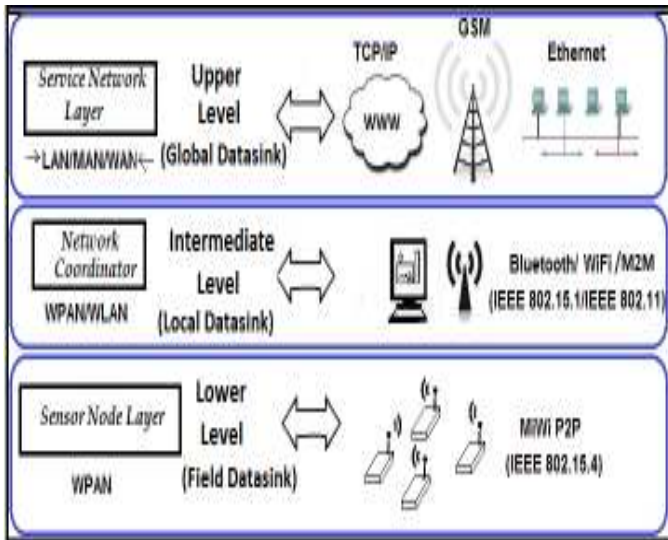 Service Network
Layer
→LAN/MAN/WAN←
Upper
Level
(Global Datasink)
TCP/IP
WWW
GSM
Ethernet
Network
Coordinator
WPAN/WLAN
Intermediate
Level
(Local Datasink)
Bluetooth/ WiFi /M2M
(IEEE 802.15.1/IEEE 802.11)
Sensor Node Layer
WPAN
Lower
Level
(Field Datasink)
MiWi P2P
(IEEE 802.15.4)